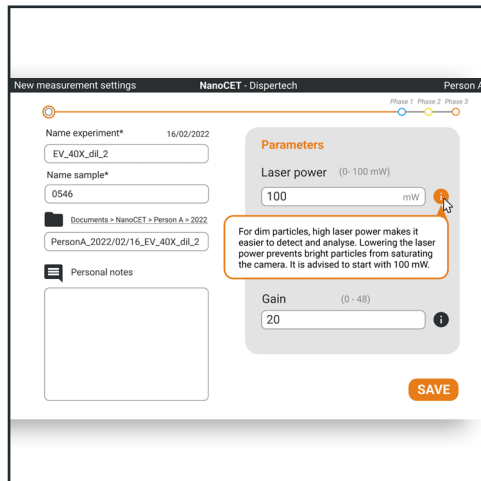 New measurement settings NanoCET - Dispertech Person A
Phase 1 Phase 2 Phase 3
Name experiment* 16/02/2022
EV_40X_dil_2
Name sample*
0546
Documents > NanoCET > Person A > 2022
PersonA_2022/02/16_EV_40X_dil_2
Personal notes
Parameters
Laser power (0- 100 mW)
100 mW
i
For dim particles, high laser power makes it
easier to detect and analyse. Lowering the laser
power prevents bright particles from saturating
the camera. It is advised to start with 100 mW.
Gain (0 - 48)
20
i
SAVE